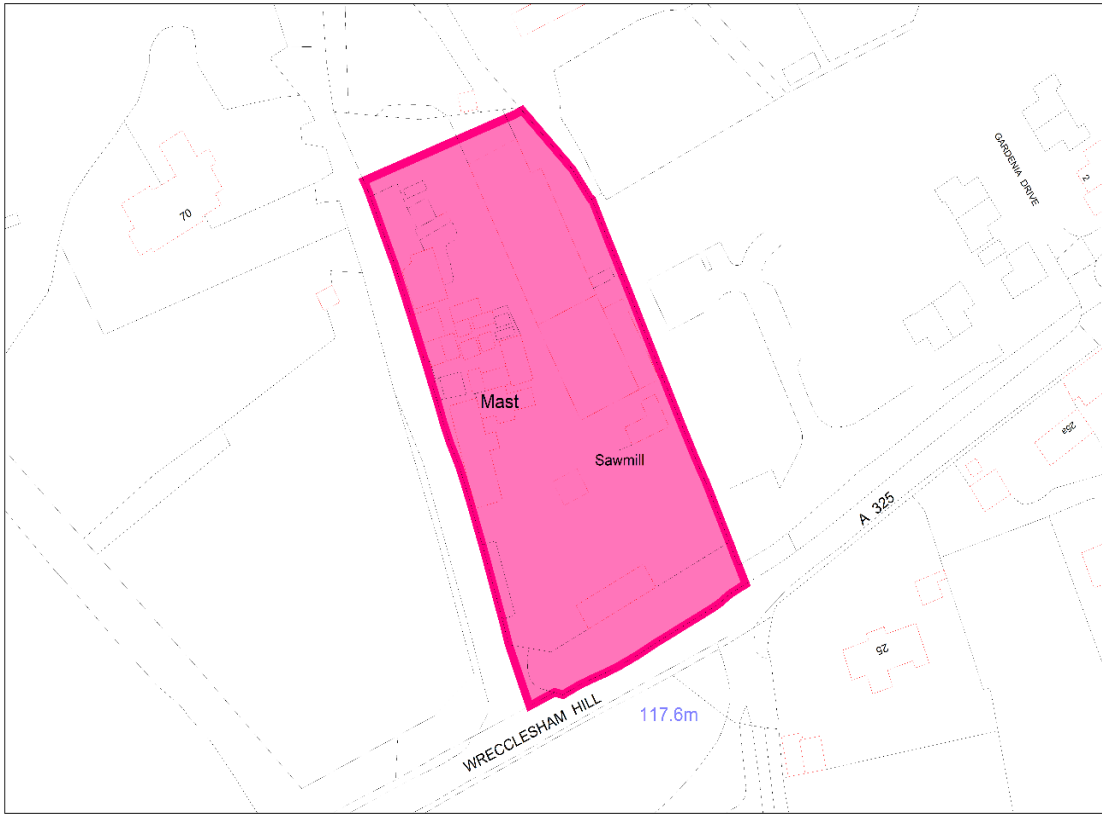 GARDENIA DRIVE
2
70
Mast
Sawmill
25a
A 325
25
WRECCLESHAM HILL
117.6m